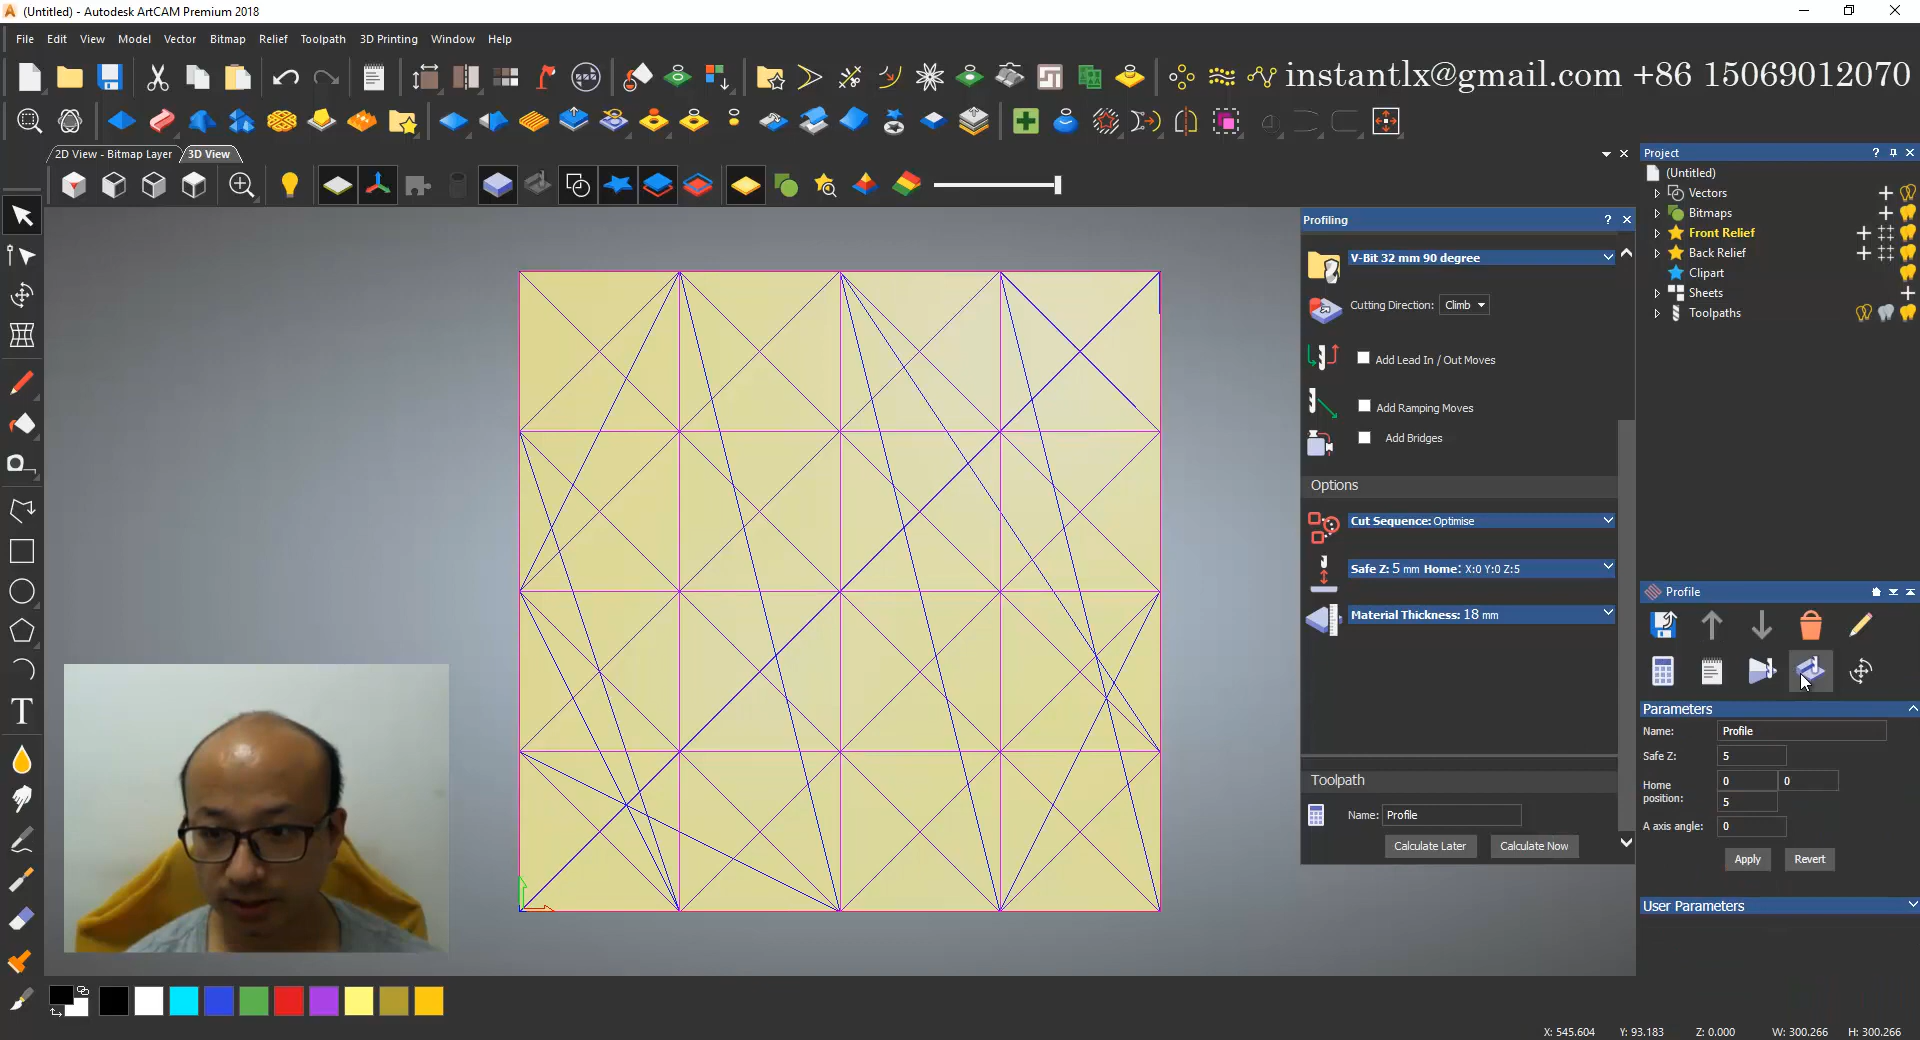 (Untitled) - Autodesk ArtCAM Premium 2018
File Edit View Model Vector Bitmap Relief Toolpath 3D Printing Window Help
instantlx@gmail.com +86 15069012070
2D View - Bitmap Layer
3D View
Project
(Untitled)
Vectors
Bitmaps
Front Relief
Back Relief
Clipart
Sheets
Toolpaths
Profiling
V-Bit 32 mm 90 degree
Cutting Direction: Climb
Add Lead In / Out Moves
Add Ramping Moves
Add Bridges
Options
Cut Sequence: Optimise
Safe Z: 5 mm Home: X:0 Y:0 Z:5
Material Thickness: 18 mm
Toolpath
Name: Profile
Calculate Later
Calculate Now
Profile
Parameters
Name: Profile
Safe Z: 5
Home position: 0 0
5
A axis angle: 0
Apply
Revert
User Parameters
T
X: 545.604 Y: 93.183 Z: 0.000 W: 300.266 H: 300.266